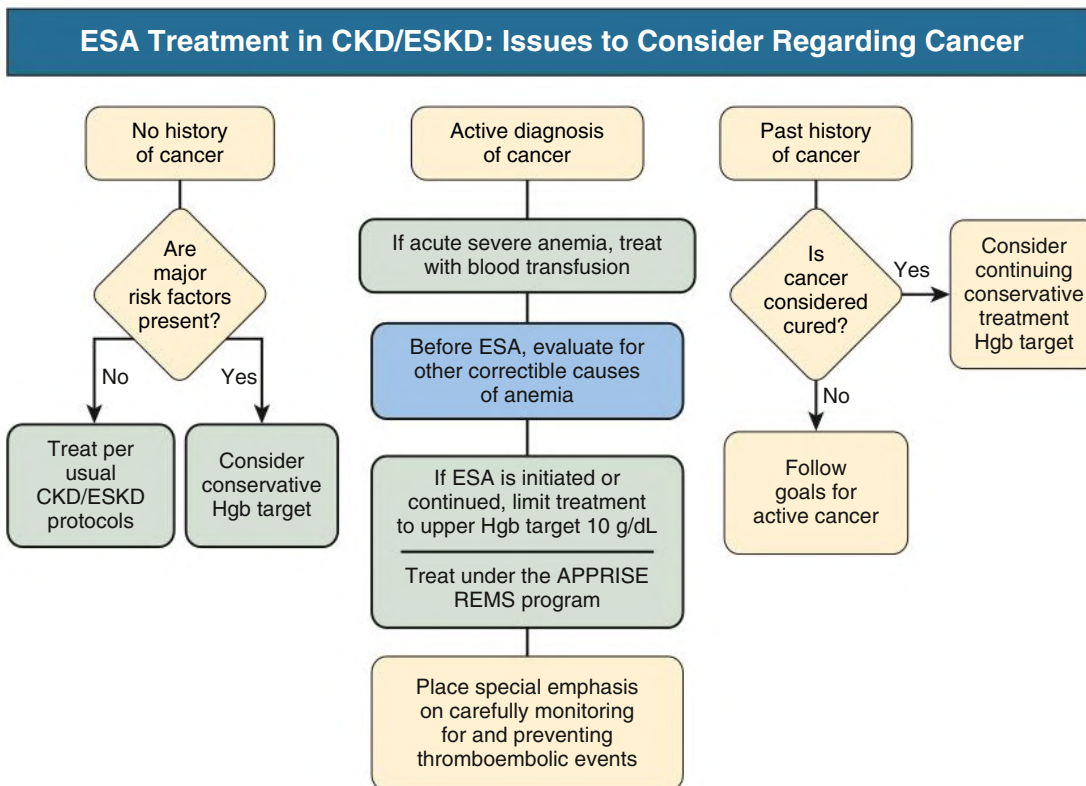 ESA Treatment in CKD/ESKD: Issues to Consider Regarding Cancer
No history
of cancer
Are
major
risk factors
present?
No
Yes
Treat per
usual
CKD/ESKD
protocols
Consider
conservative
Hgb target
Active diagnosis
of cancer
If acute severe anemia, treat
with blood transfusion
Before ESA, evaluate for
other correctible causes
of anemia
If ESA is initiated or
continued, limit treatment
to upper Hgb target 10 g/dL
Treat under the APPRISE
REMS program
Place special emphasis
on carefully monitoring
for and preventing
thromboembolic events
Past history
of cancer
Is
cancer
considered
cured?
Yes
Consider
continuing
conservative
treatment
Hgb target
No
Follow
goals for
active cancer